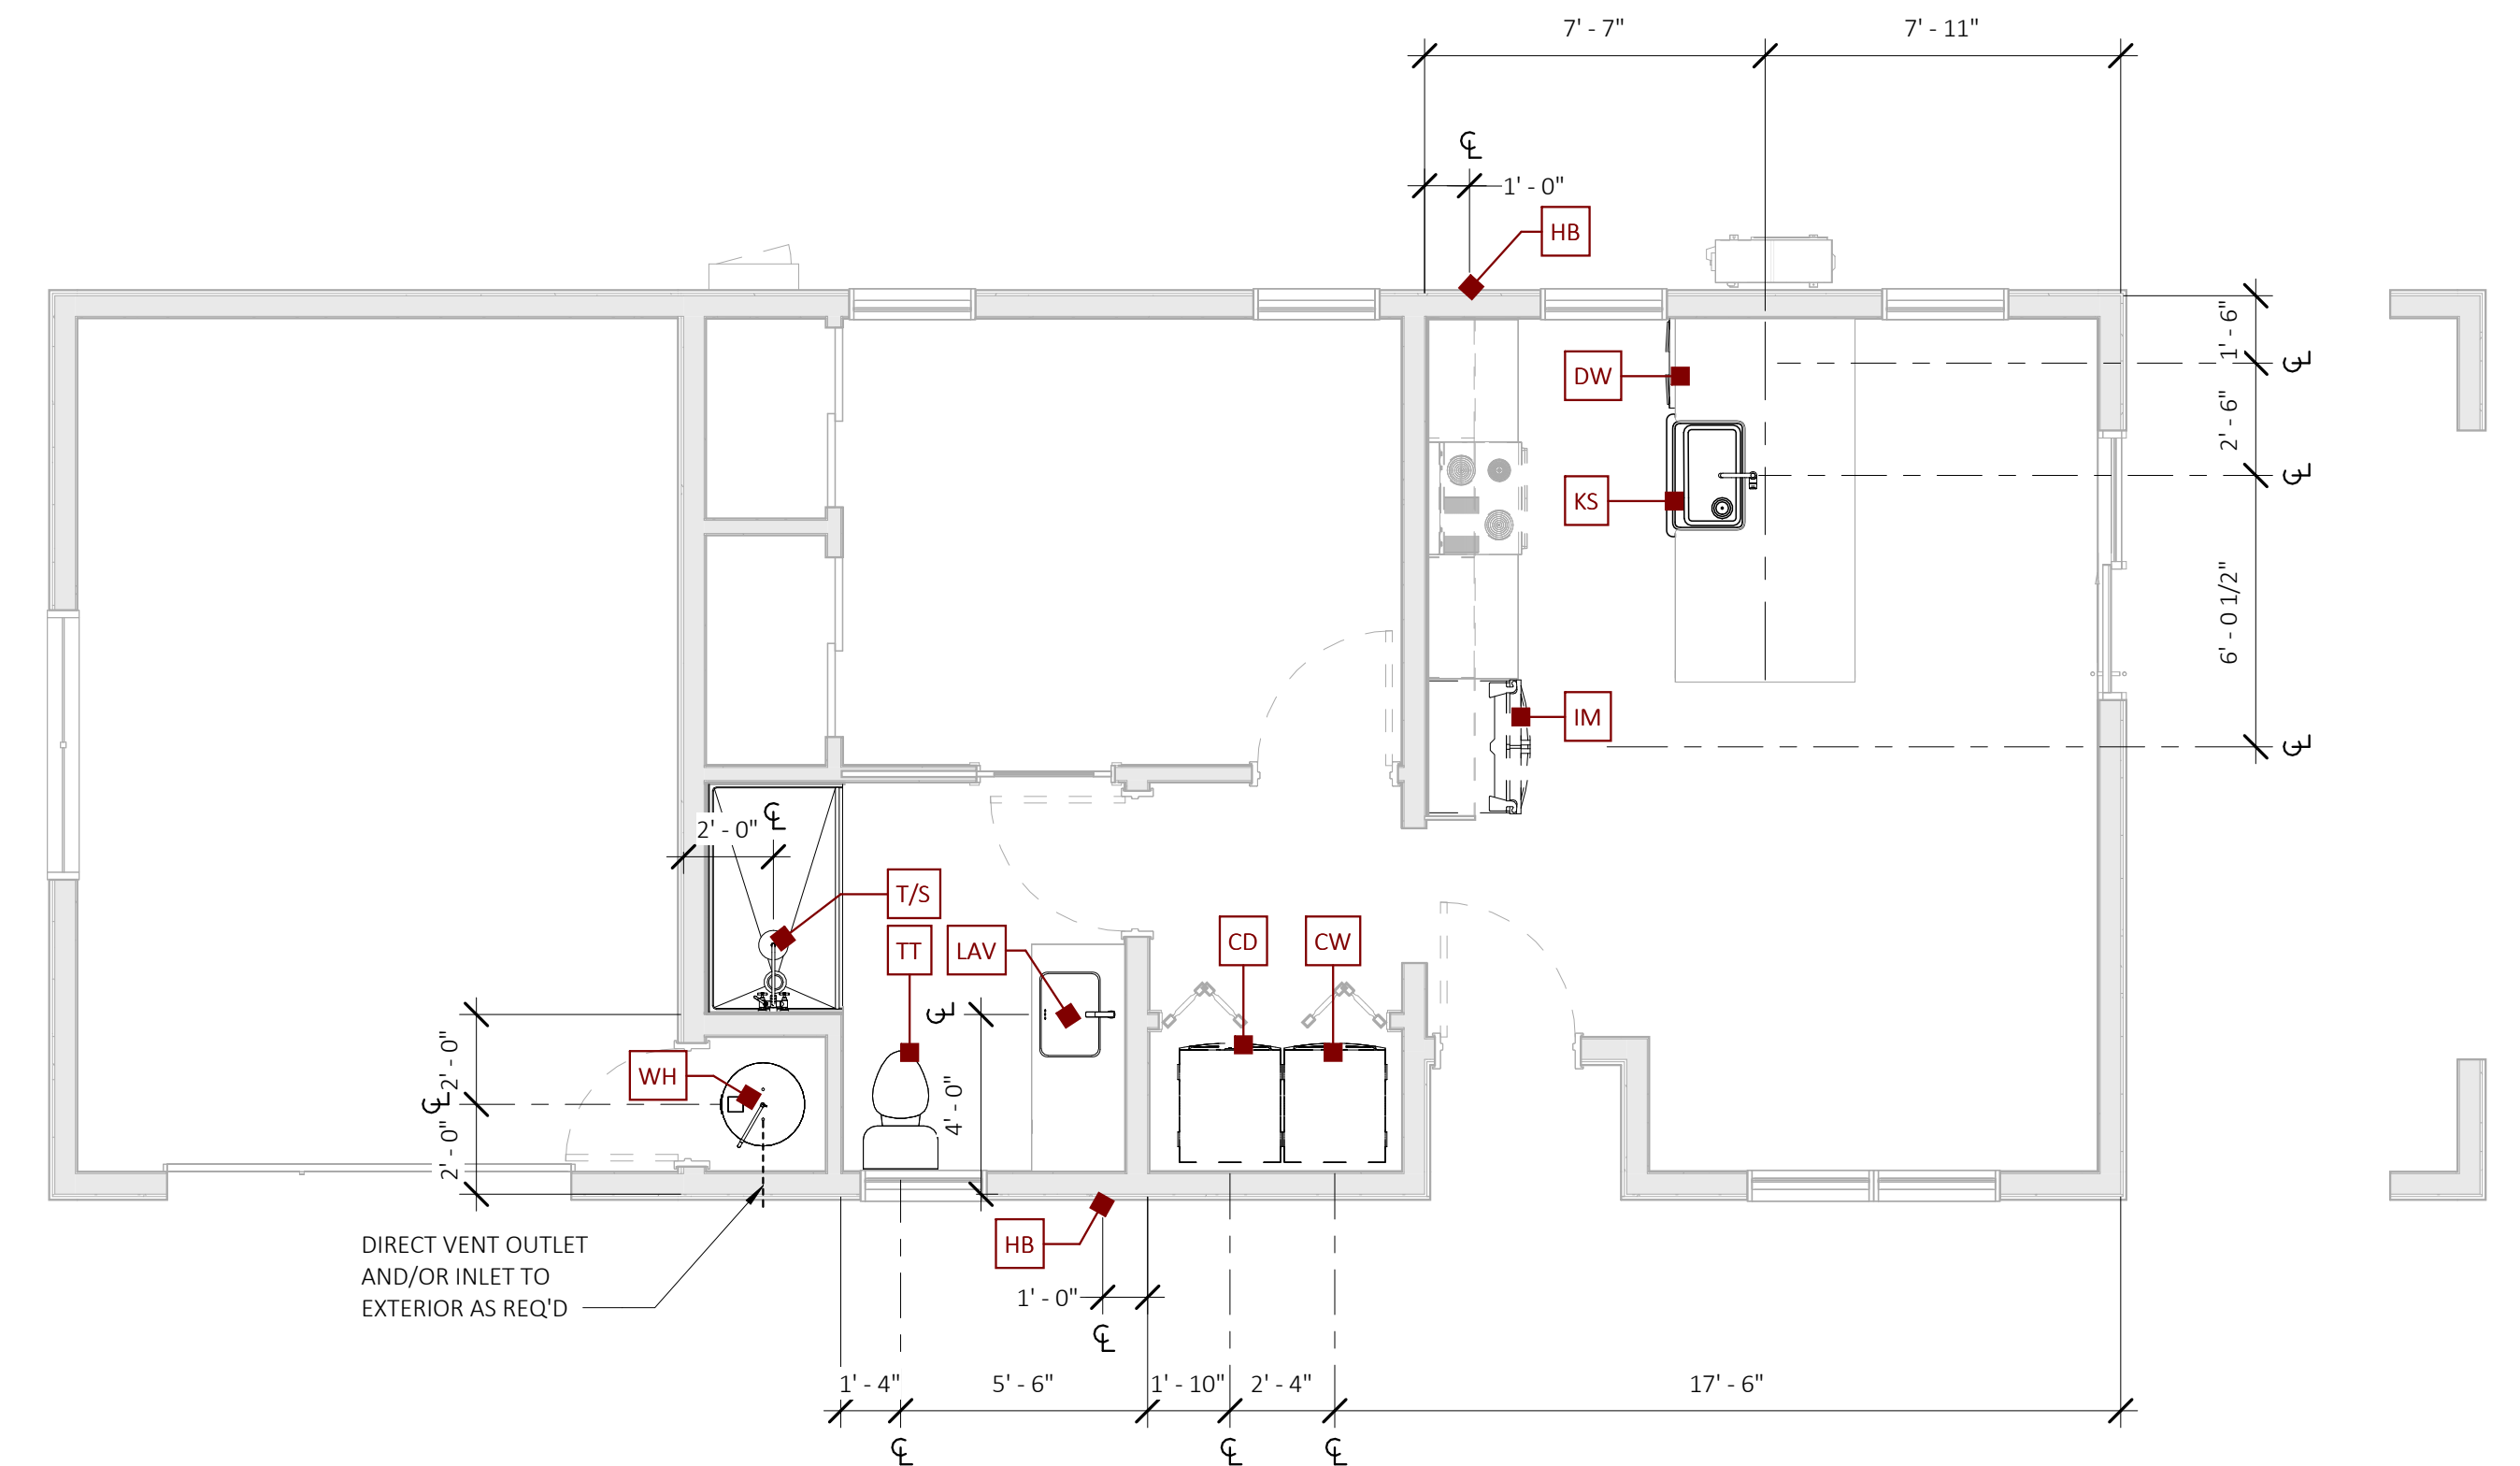 7' - 7"
7' - 11"
℄
1' - 0"
HB
1' - 6"
DW
℄
2' - 6"
KS
℄
6' - 0 1/2"
IM
℄
2' - 0"
℄
T/S
TT
LAV
CD
CW
℄
2' - 0"
WH
4' - 0"
℄
2' - 0"
DIRECT VENT OUTLET
AND/OR INLET TO
EXTERIOR AS REQ'D
HB
1' - 0"
℄
1' - 4"
5' - 6"
1' - 10"
2' - 4"
17' - 6"
℄
℄
℄